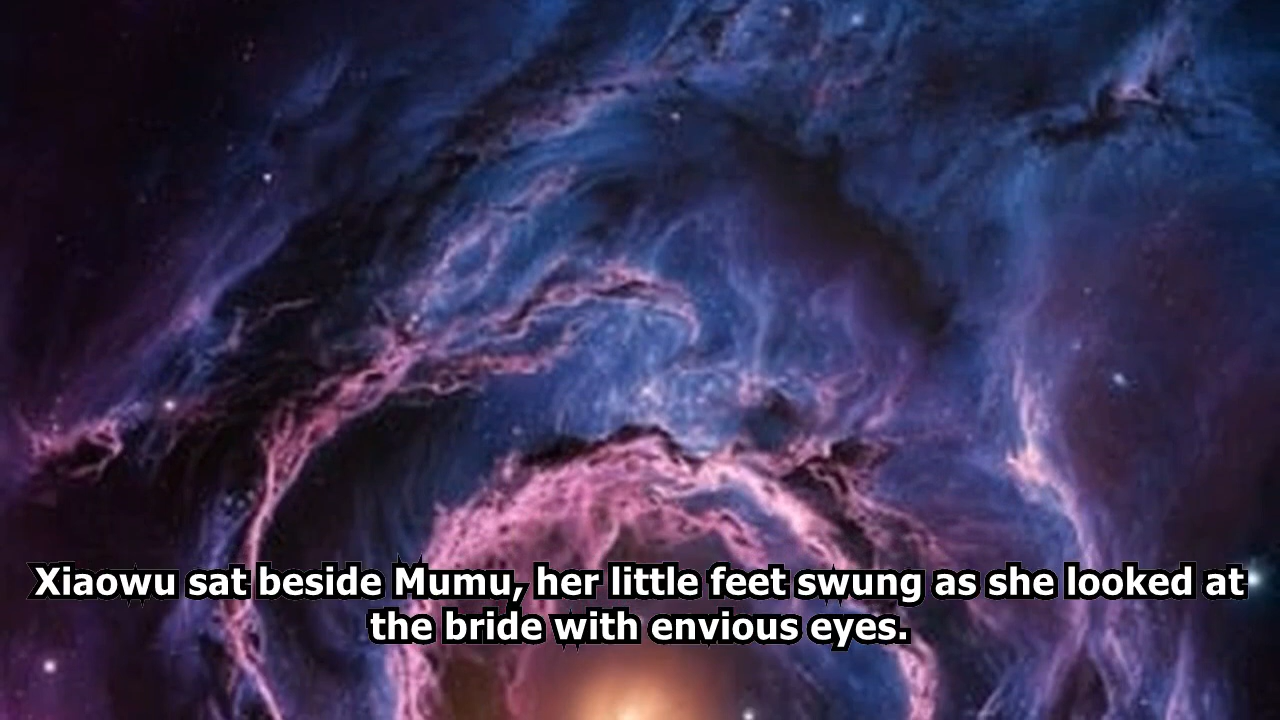 Xiaowu sat beside Mumu, her little feet swung as she looked at
the bride with envious eyes.